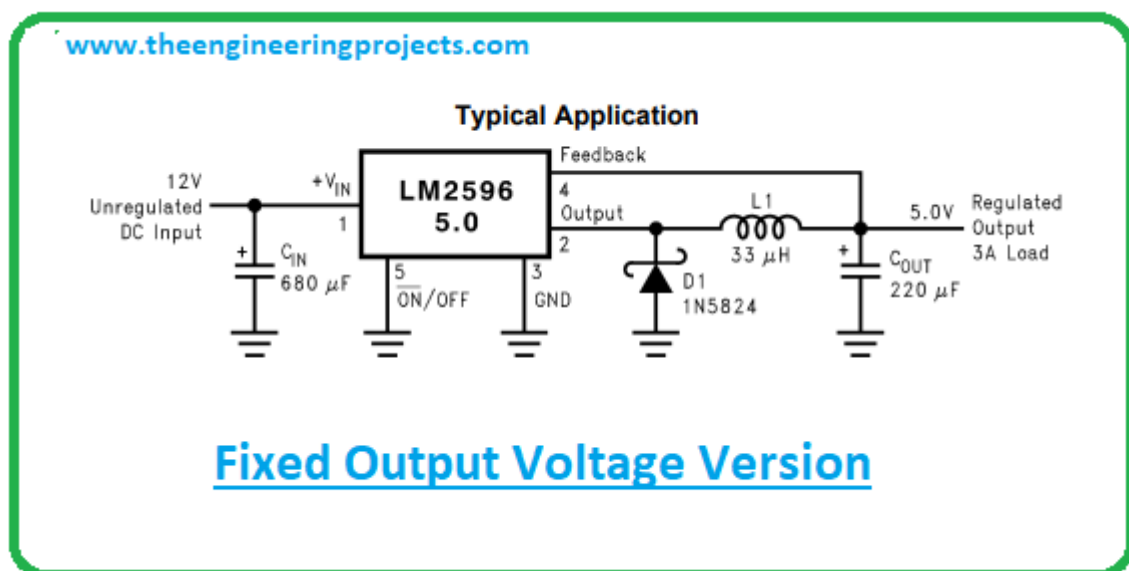 www.theengineeringprojects.com
Typical Application
Feedback
12V
Unregulated
DC Input
+VIN
1
LM2596
5.0
4
Output
2
L1
33 μH
5.0V
Regulated
Output
3A Load
+
CIN
680 μF
5
ON/OFF
3
GND
D1
1N5824
+
COUT
220 μF
Fixed Output Voltage Version